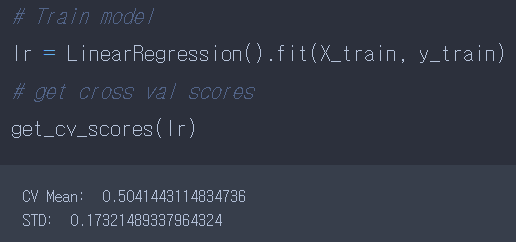 # Train model
lr = LinearRegression().fit(X_train, y_train)
# get cross val scores
get_cv_scores(lr)
CV Mean: 0.5041443114834736
STD: 0.17321489337964324